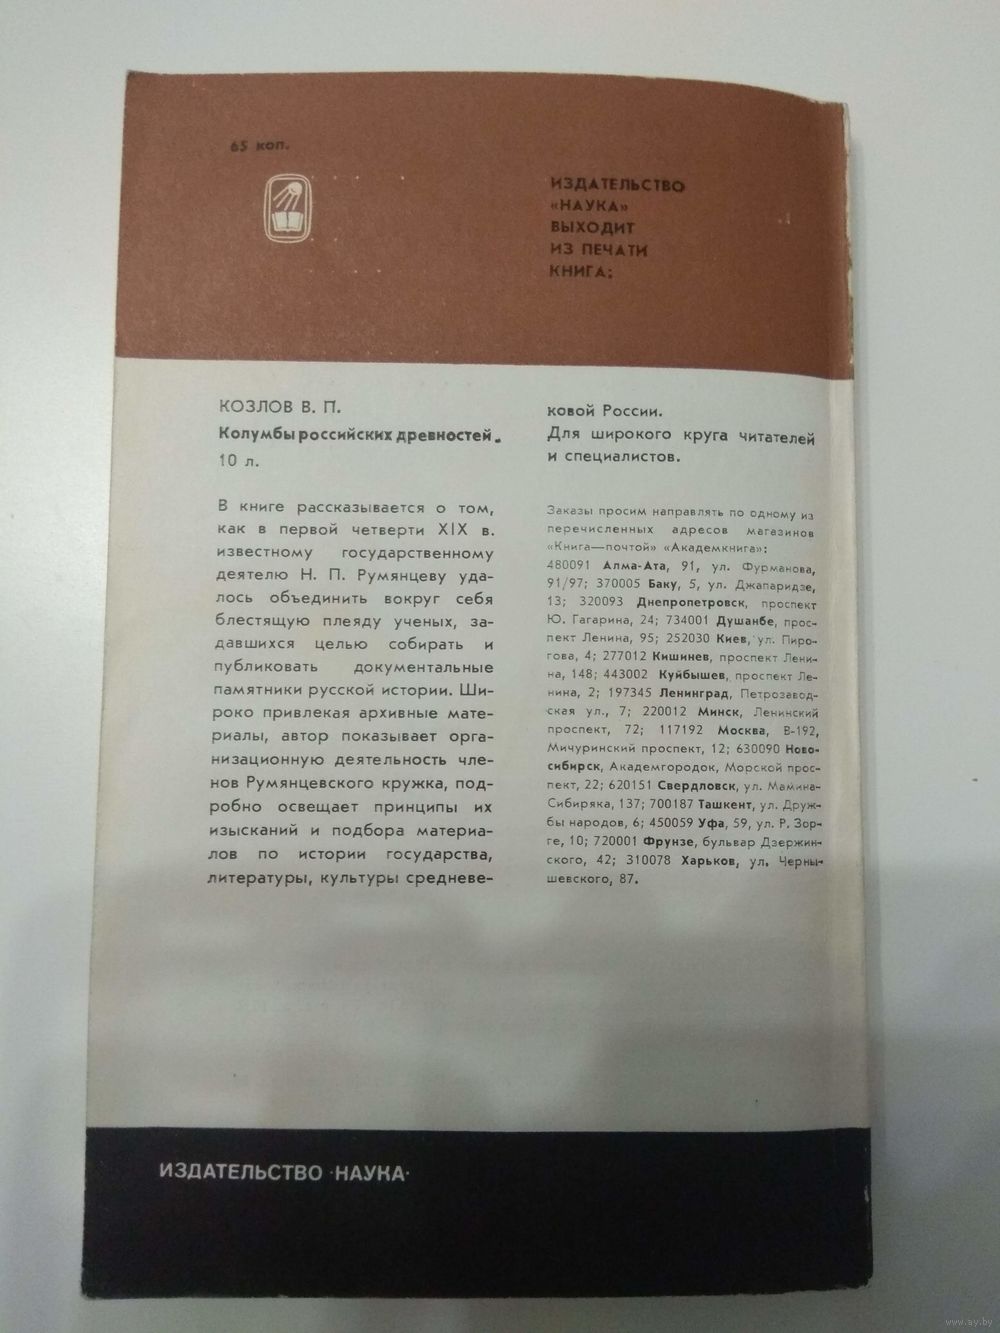 65 коп.
ИЗДАТЕЛЬСТВО
«НАУКА»
ВЫХОДИТ
ИЗ ПЕЧАТИ
КНИГА:
КОЗЛОВ В. П.
Колумбы российских древностей.
10 л.
В книге рассказывается о том,
как в первой четверти XIX в.
известному государственному
деятелю Н. П. Румянцеву уда-
лось объединить вокруг себя
блестящую плеяду ученых, за-
давшихся целью собирать и
публиковать документальные
памятники русской истории. Ши-
роко привлекая архивные мате-
риалы, автор показывает орга-
низационную деятельность чле-
нов Румянцевского кружка, под-
робно освещает принципы их
изысканий и подбора материа-
лов по истории государства,
литературы, культуры средневе-
ковой России.
Для широкого круга читателей
и специалистов.
Заказы просим направлять по одному из
перечисленных адресов магазинов
«Книга—почтой» «Академкнига»:
480091 Алма-Ата, 91, ул. Фурманова,
91/97; 370005 Баку, 5, ул. Джапаридзе,
13; 320093 Днепропетровск, проспект
Ю. Гагарина, 24; 734001 Душанбе, прос-
пект Ленина, 95; 252030 Киев, ул. Пиро-
гова, 4; 277012 Кишинев, проспект Лени-
на, 148; 443002 Куйбышев, проспект Ле-
нина, 2; 197345 Ленинград, Петрозавод-
ская ул., 7; 220012 Минск, Ленинский
проспект, 72; 117192 Москва, В-192,
Мичуринский проспект, 12; 630090 Ново-
сибирск, Академгородок, Морской прос-
пект, 22; 620151 Свердловск, ул. Мамина-
Сибиряка, 137; 700187 Ташкент, ул. Друж-
бы народов, 6; 450059 Уфа, 59, ул. Р. Зор-
ге, 10; 720001 Фрунзе, бульвар Дзержин-
ского, 42; 310078 Харьков, ул. Черны-
шевского, 87.
ИЗДАТЕЛЬСТВО ·НАУКА·
www.ay.by